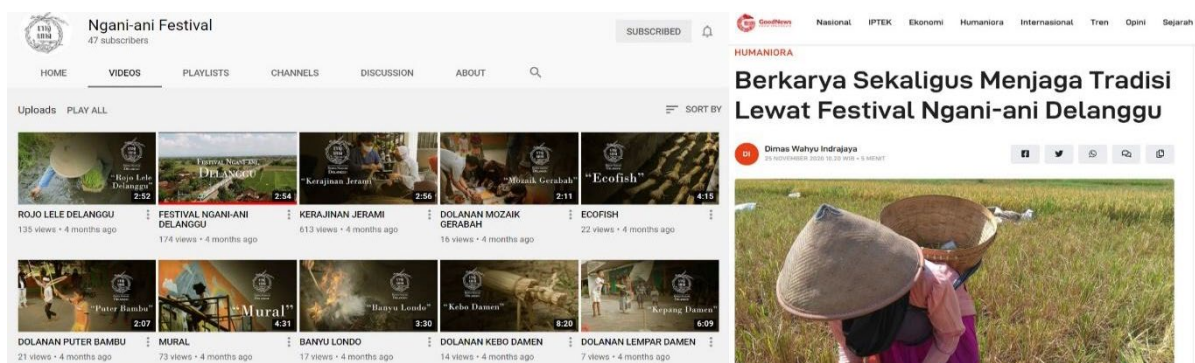 Ngani-ani Festival
47 subscribers
SUBSCRIBED
HOME VIDEOS PLAYLISTS CHANNELS DISCUSSION ABOUT
Uploads PLAY ALL
SORT BY
"Rojo Lele
Delanggu"
2:52
FESTIVAL NGANI-ANI
DELANGGU
2:54
"Kerajinan Jerami"
2:56
"Mozaik Gerabah"
2:11
"Ecofish"
4:15
ROJO LELE DELANGGU
135 views • 4 months ago
FESTIVAL NGANI-ANI
DELANGGU
174 views • 4 months ago
KERAJINAN JERAMI
613 views • 4 months ago
DOLANAN MOZAIK
GERABAH
16 views • 4 months ago
ECOFISH
22 views • 4 months ago
"Puter Bambu"
2:07
"Mural"
4:31
"Banyu Londo"
3:30
"Kebo Damen"
8:20
"Kepang Damen"
6:09
DOLANAN PUTER BAMBU
21 views • 4 months ago
MURAL
73 views • 4 months ago
BANYU LONDO
17 views • 4 months ago
DOLANAN KEBO DAMEN
14 views • 4 months ago
DOLANAN LEMPAR DAMEN
7 views • 4 months ago
GoodNews
Nasional IPTEK Ekonomi Humaniora Internasional Tren Opini Sejarah
HUMANIORA
Berkarya Sekaligus Menjaga Tradisi
Lewat Festival Ngani-ani Delanggu
DI
Dimas Wahyu Indrajaya
25 NOVEMBER 2020 10.20 WIB • 5 MENIT